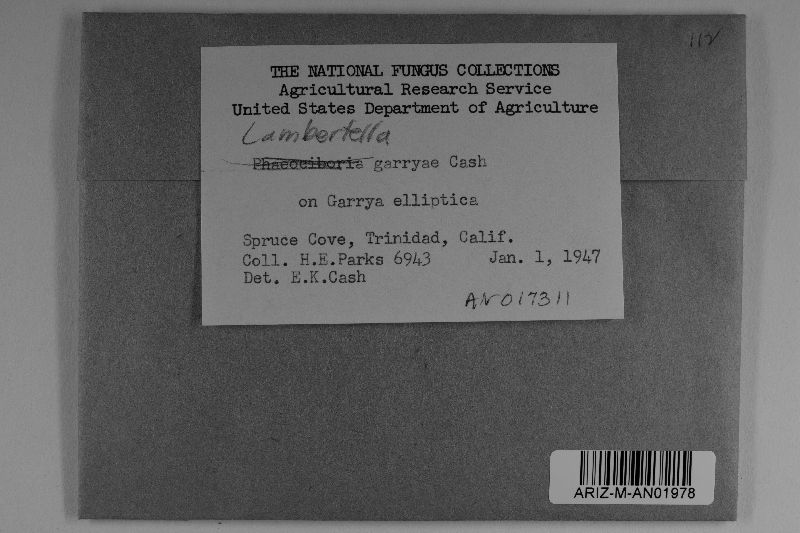 112
THE NATIONAL FUNGUS COLLECTIONS
Agricultural Research Service
United States Department of Agriculture
Lambertella
Phaeociboria garryae Cash
on Garrya elliptica
Spruce Cove, Trinidad, Calif.
Coll. H.E.Parks 6943 Jan. 1, 1947
Det. E.K.Cash
AN017311
ARIZ-M-AN01978